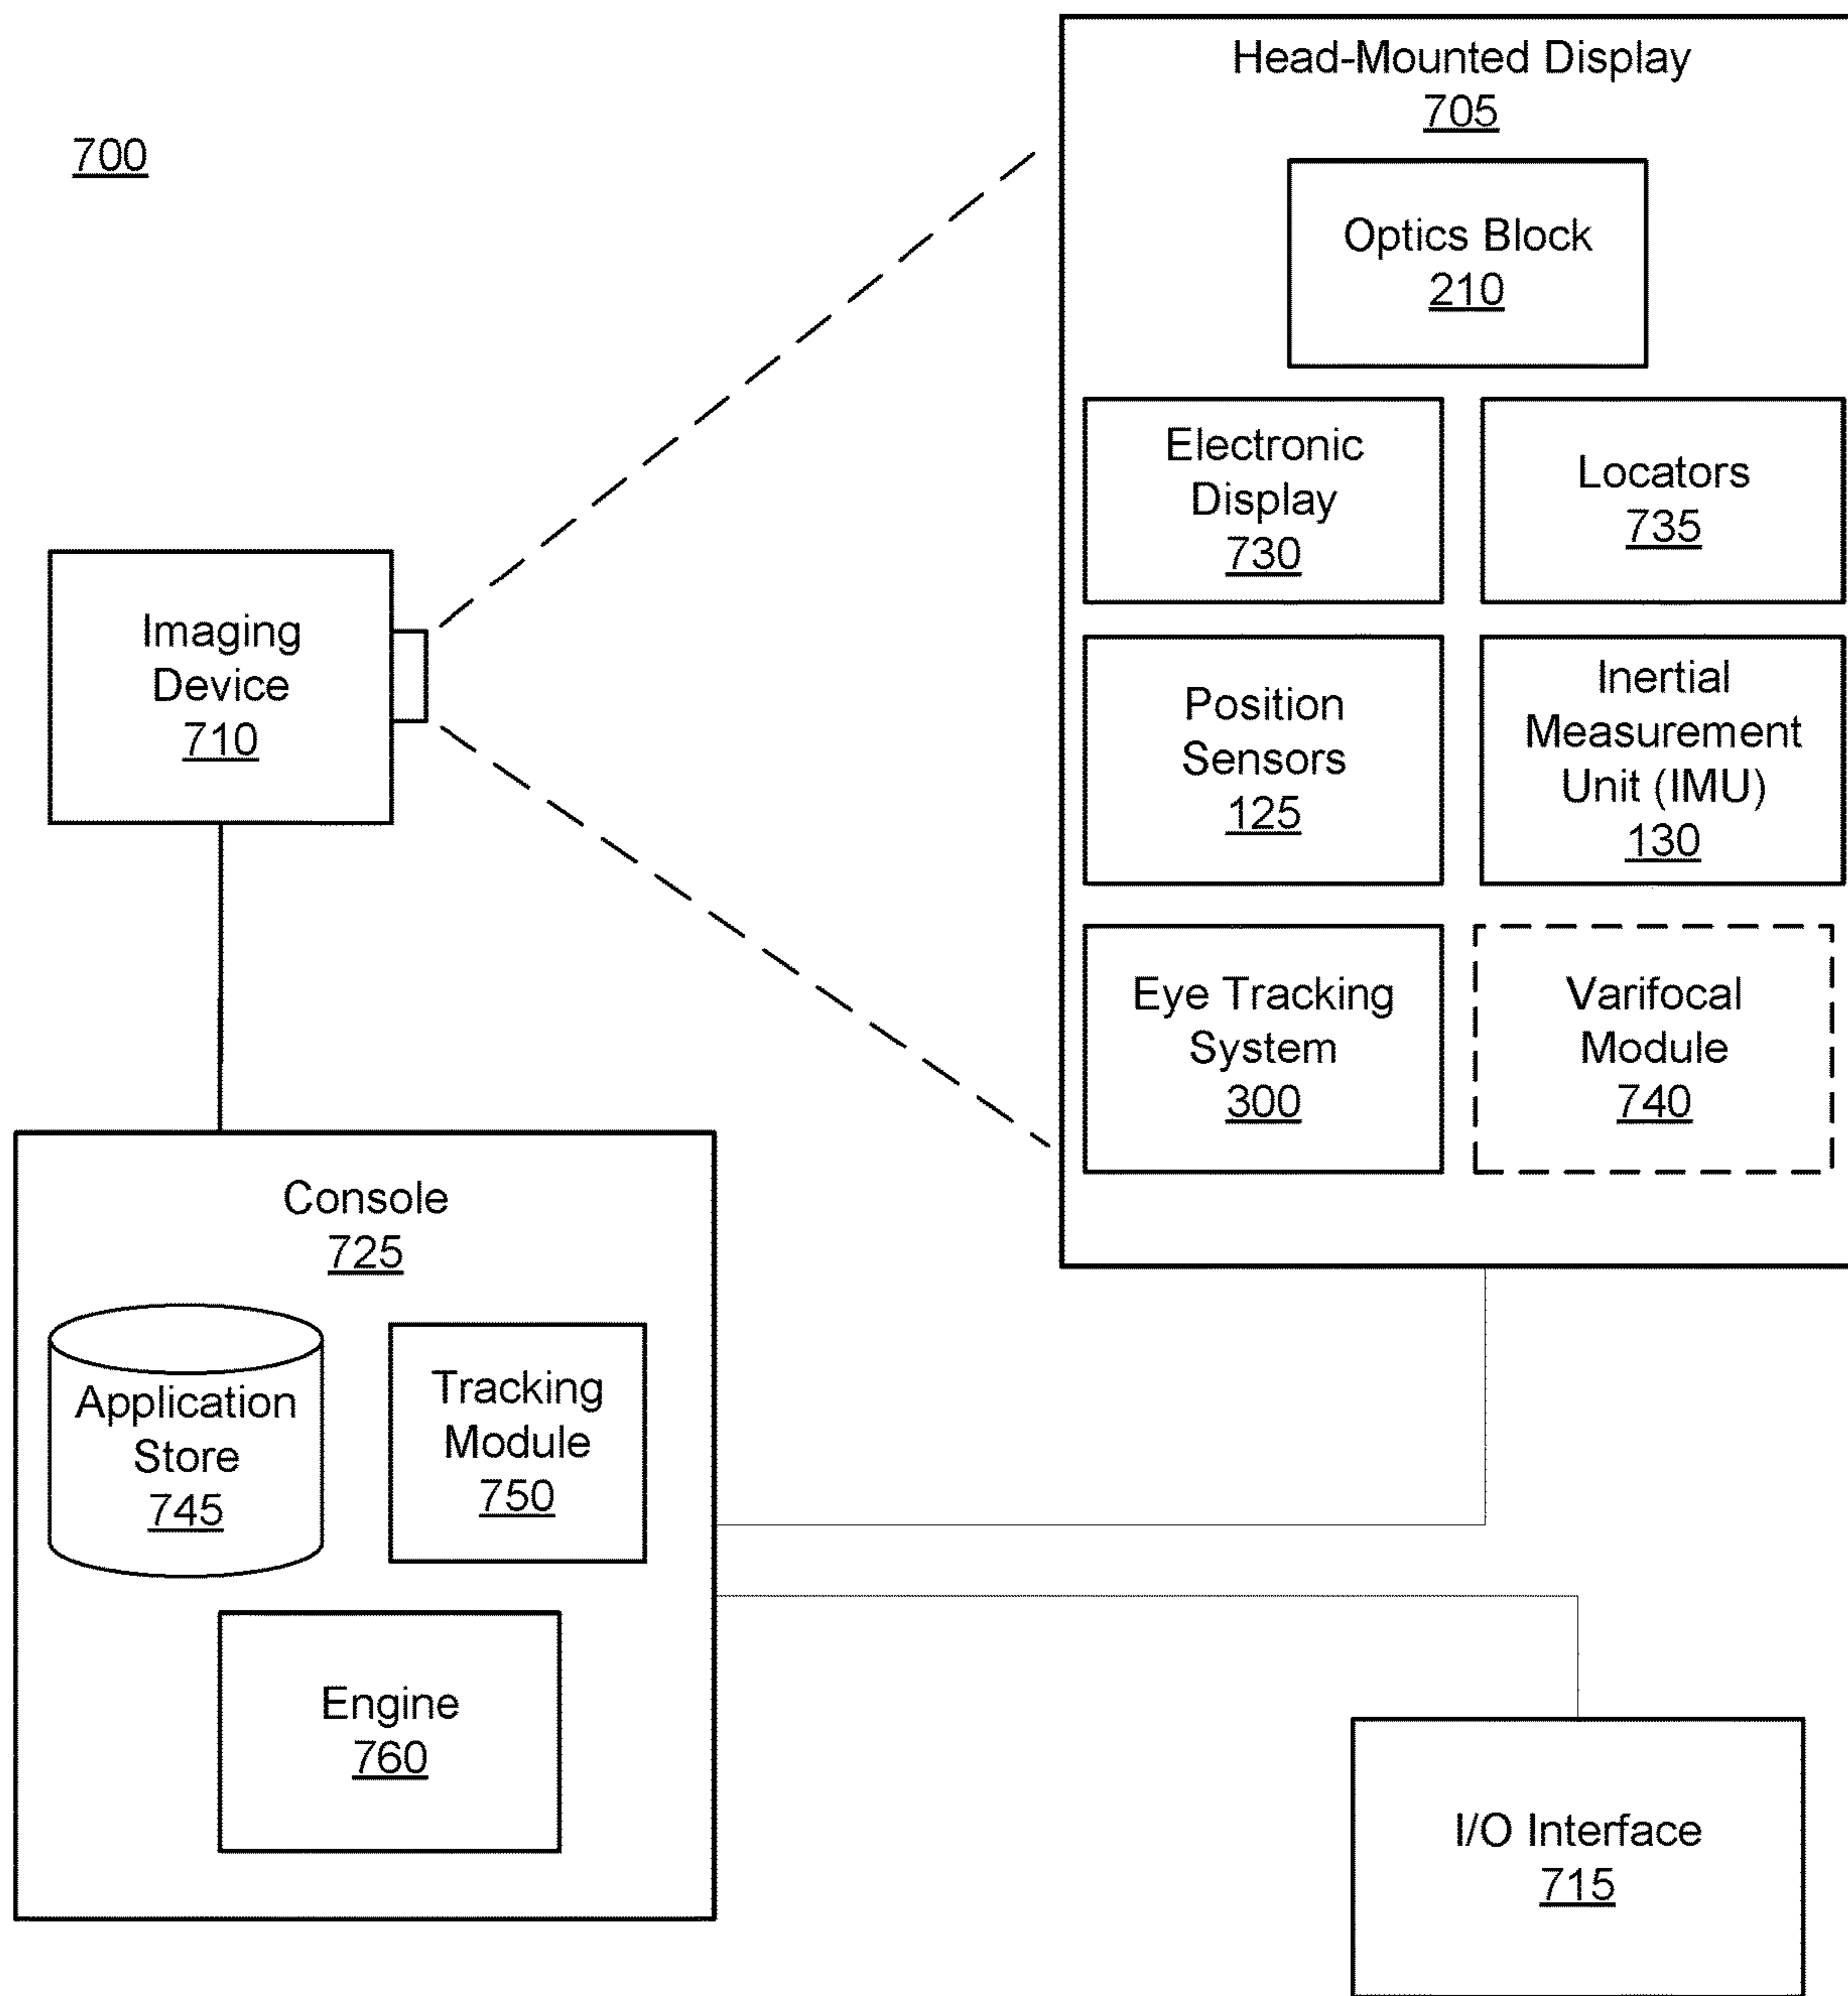 700
Head-Mounted Display
705
Optics Block
210
Electronic
Display
730
Locators
735
Imaging
Device
710
Position
Sensors
125
Inertial
Measurement
Unit (IMU)
130
Eye Tracking
System
300
Varifocal
Module
740
Console
725
Application
Store
745
Tracking
Module
750
Engine
760
I/O Interface
715